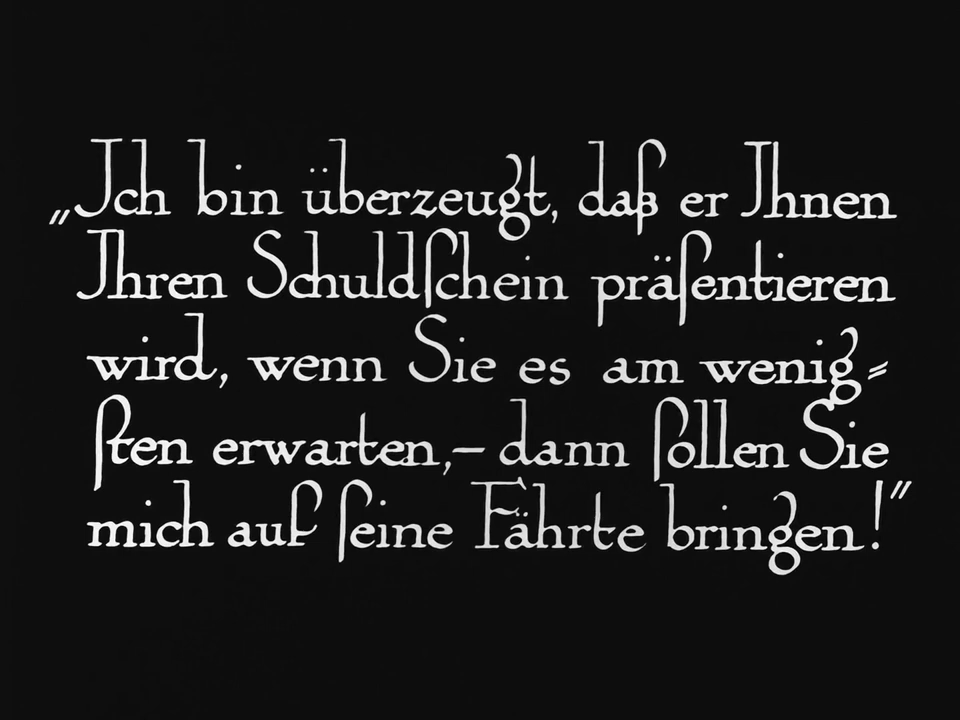 „Ich bin überzeugt, daß er Ihnen
Ihren Schuldſchein präſentieren
wird, wenn Sie es am wenig⸗
ſten erwarten,– dann ſollen Sie
mich auf ſeine Fährte bringen!"